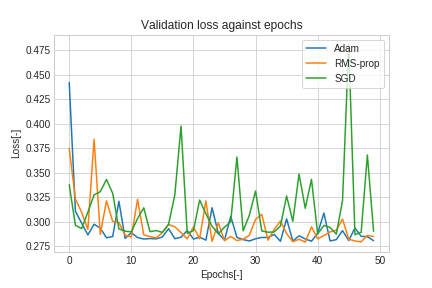 Validation loss against epochs
Adam
RMS-prop
SGD
Loss[-]
0.475
0.450
0.425
0.400
0.375
0.350
0.325
0.300
0.275
0 10 20 30 40 50
Epochs[-]